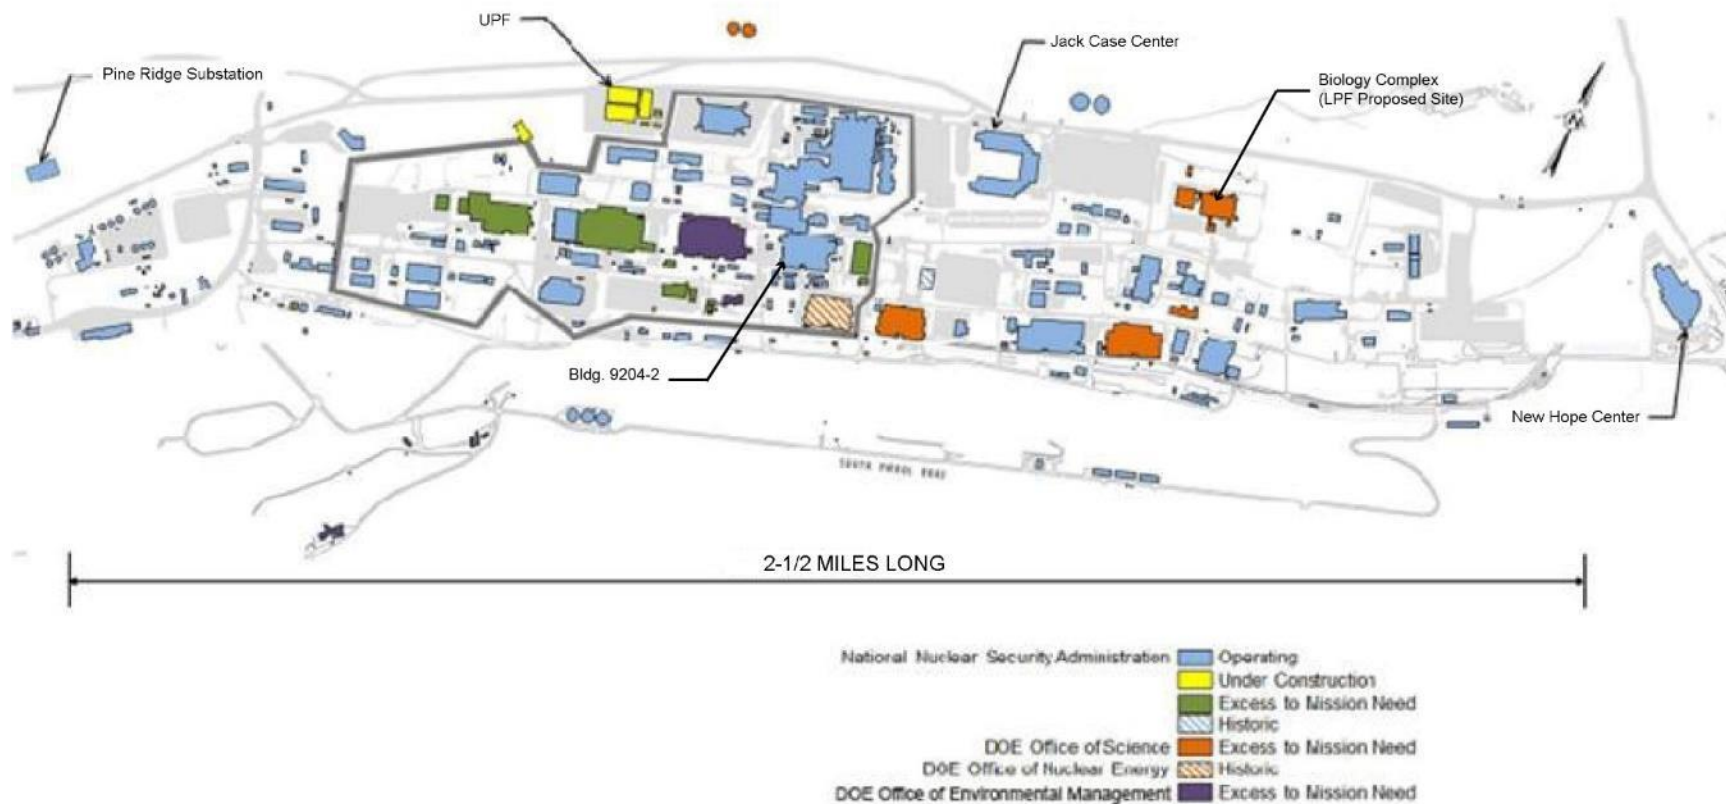 UPF
Jack Case Center
Pine Ridge Substation
Biology Complex
(LPF Proposed Site)
Bldg. 9204-2
New Hope Center
SOUTH PATROL ROAD
2-1/2 MILES LONG
National Nuclear Security Administration Operating
Under Construction
Excess to Mission Need
Historic
DOE Office of Science Excess to Mission Need
DOE Office of Nuclear Energy Historic
DOE Office of Environmental Management Excess to Mission Need